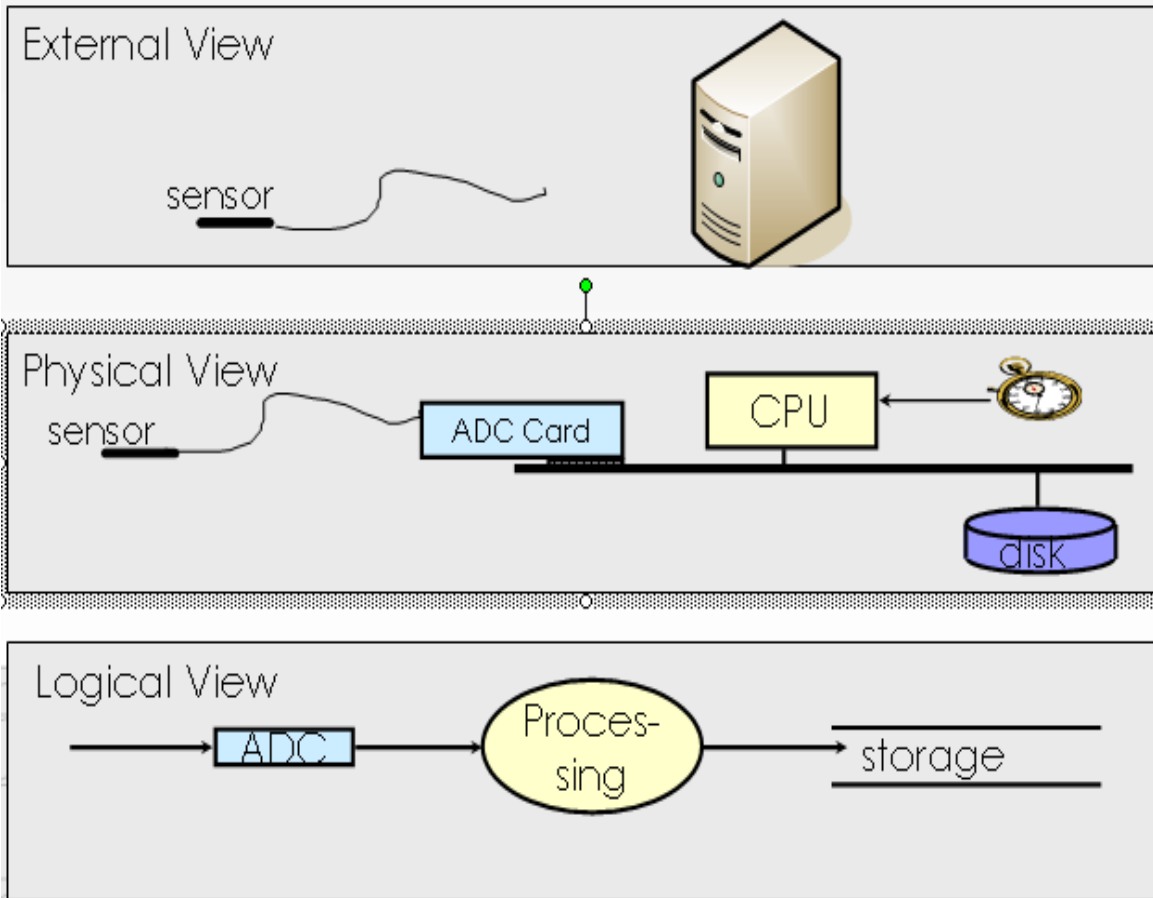 External View
sensor
Physical View
sensor
ADC Card
CPU
disk
Logical View
ADC
Proces-
sing
storage